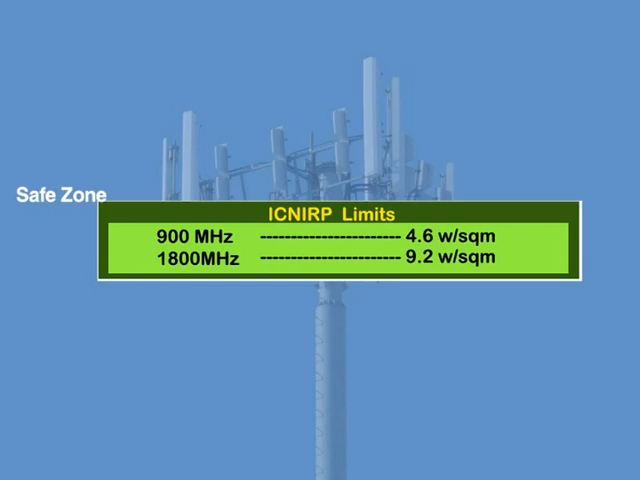 Safe Zone
ICNIRP Limits
900 MHz ----------------------- 4.6 w/sqm
1800MHz ----------------------- 9.2 w/sqm